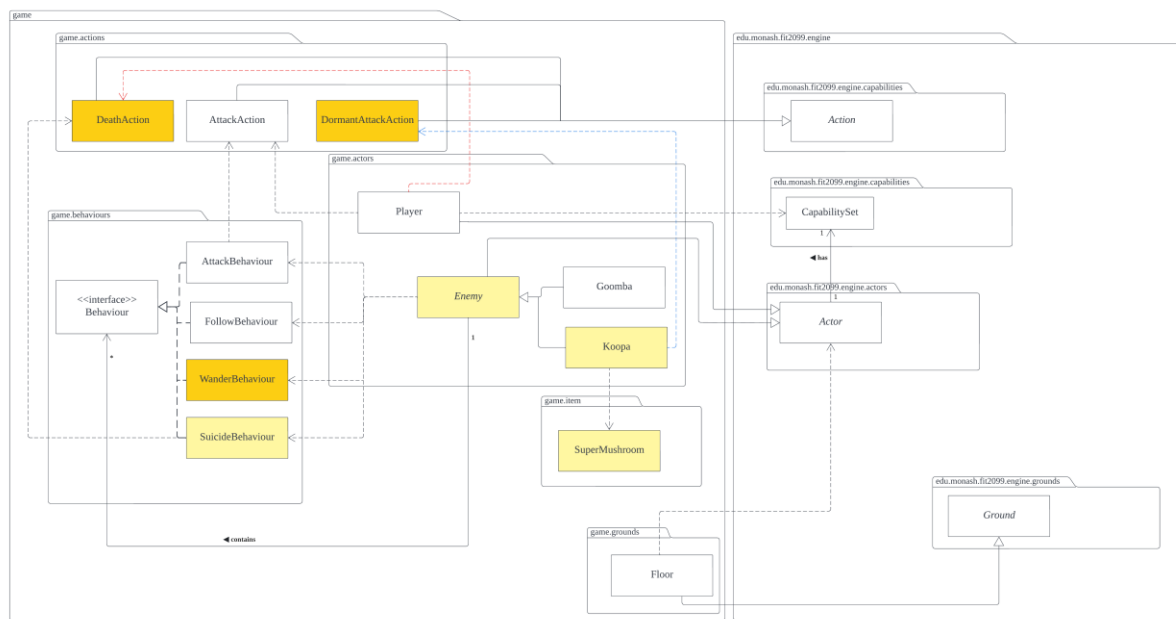 game
edu.monash.fit2099.engine
game.actions
DeathAction
AttackAction
DormantAttackAction
edu.monash.fit2099.engine.capabilities
Action
game.actors
Player
edu.monash.fit2099.engine.capabilities
CapabilitySet
1
◀ has
1
game.behaviours
AttackBehaviour
<<interface>>
Behaviour
FollowBehaviour
WanderBehaviour
SuicideBehaviour
*
Enemy
1
Goomba
Koopa
edu.monash.fit2099.engine.actors
Actor
game.item
SuperMushroom
◀ contains
game.grounds
Floor
edu.monash.fit2099.engine.grounds
Ground